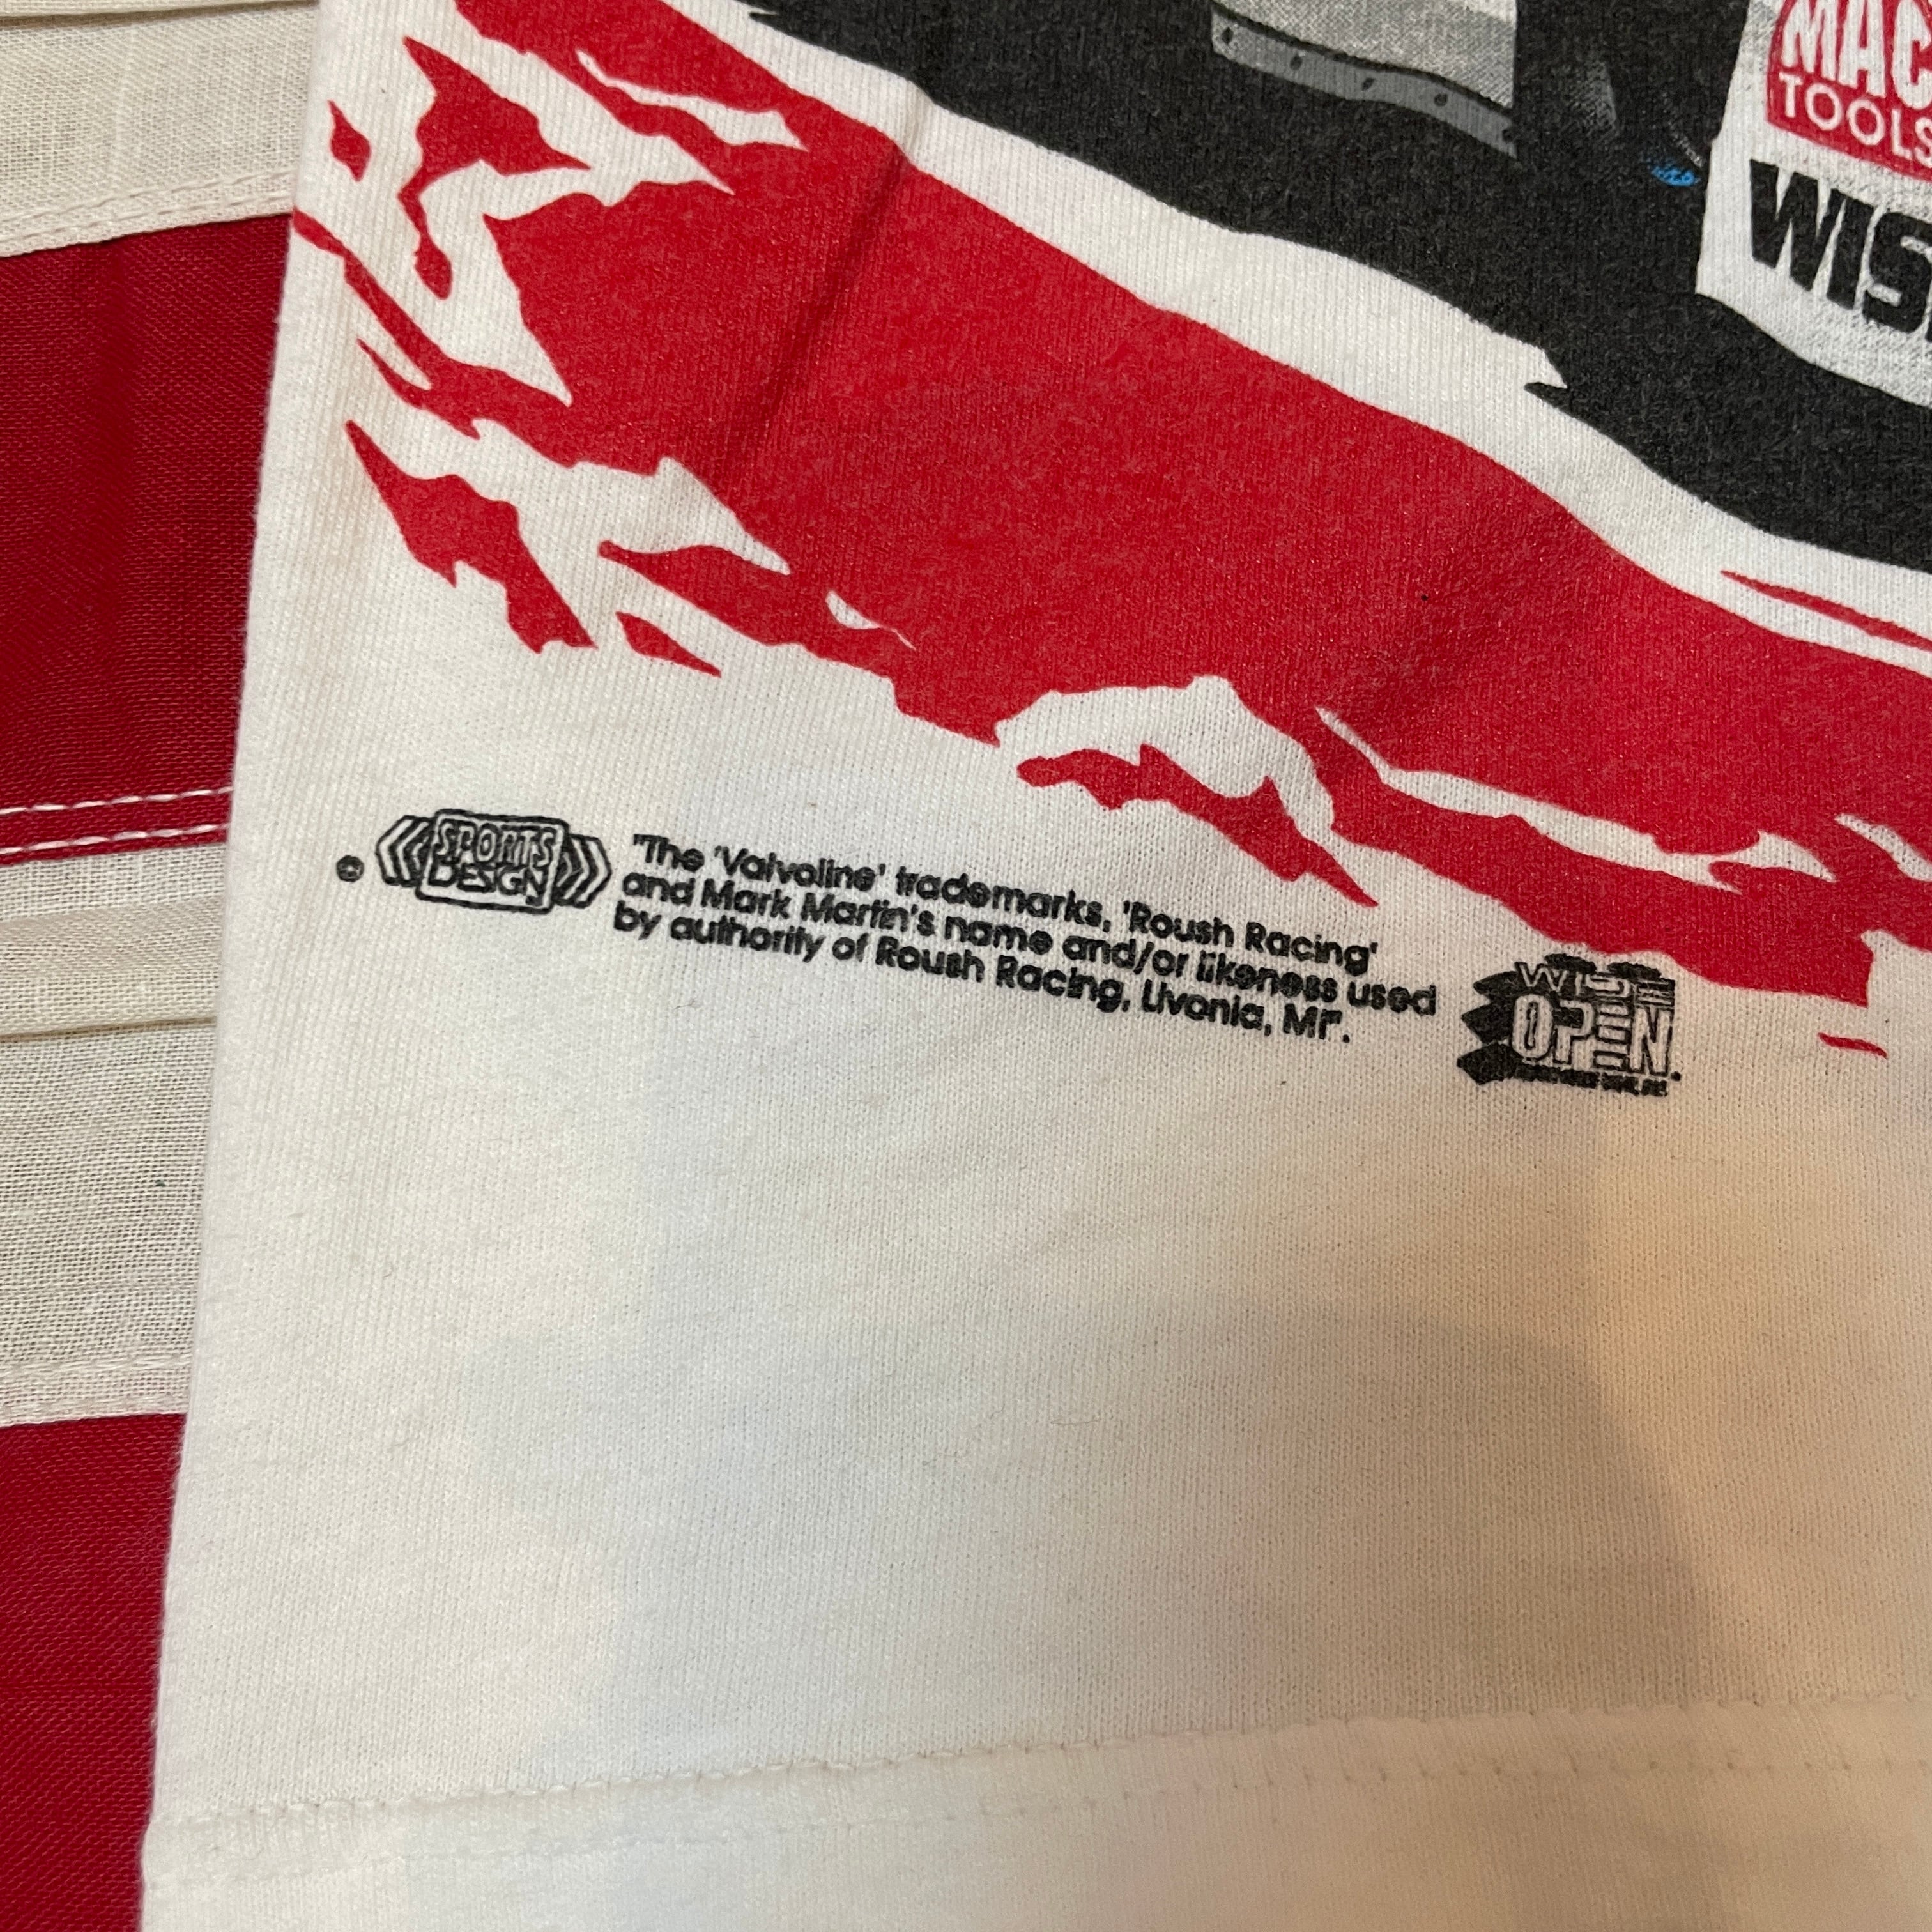 MAC
TOOLS
WIS
© SPORTS
DESIGN
"The 'Valvoline' trademarks, 'Roush Racing'
and Mark Martin's name and/or likeness used
by authority of Roush Racing, Livonia, MI".
WIDE
OPEN